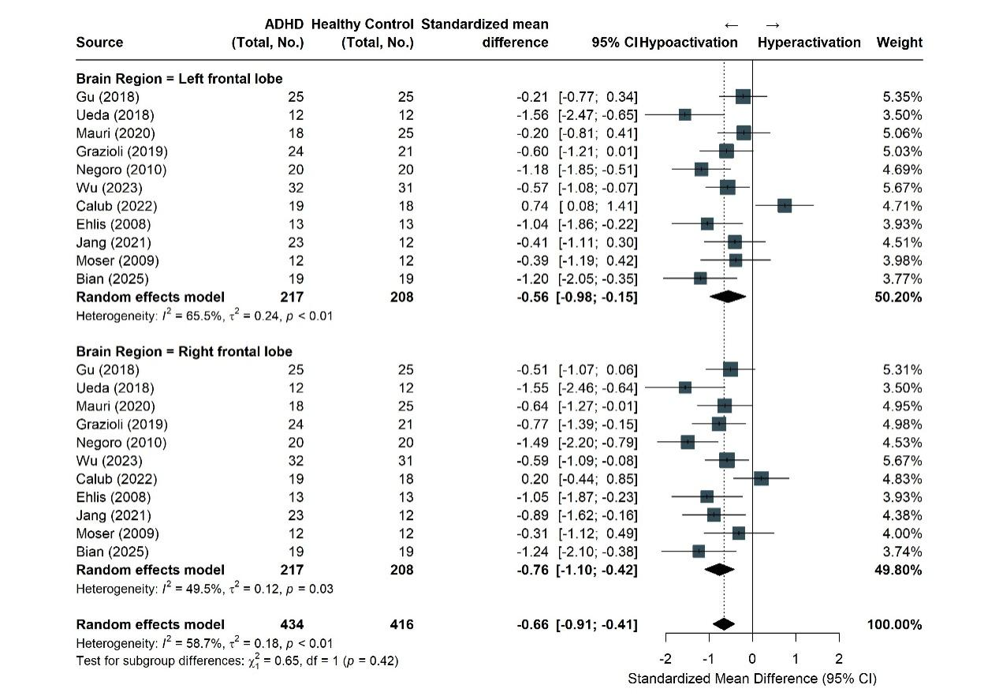 ADHD Healthy Control Standardized mean ← →
Source (Total, No.) (Total, No.) difference 95% CI Hypoactivation Hyperactivation Weight
Brain Region = Left frontal lobe
Gu (2018) 25 25 -0.21 [-0.77; 0.34] 5.35%
Ueda (2018) 12 12 -1.56 [-2.47; -0.65] 3.50%
Mauri (2020) 18 25 -0.20 [-0.81; 0.41] 5.06%
Grazioli (2019) 24 21 -0.60 [-1.21; 0.01] 5.03%
Negoro (2010) 20 20 -1.18 [-1.85; -0.51] 4.69%
Wu (2023) 32 31 -0.57 [-1.08; -0.07] 5.67%
Calub (2022) 19 18 0.74 [ 0.08; 1.41] 4.71%
Ehlis (2008) 13 13 -1.04 [-1.86; -0.22] 3.93%
Jang (2021) 23 12 -0.41 [-1.11; 0.30] 4.51%
Moser (2009) 12 12 -0.39 [-1.19; 0.42] 3.98%
Bian (2025) 19 19 -1.20 [-2.05; -0.35] 3.77%
Random effects model 217 208 -0.56 [-0.98; -0.15] 50.20%
Heterogeneity: I² = 65.5%, τ² = 0.24, p < 0.01
Brain Region = Right frontal lobe
Gu (2018) 25 25 -0.51 [-1.07; 0.06] 5.31%
Ueda (2018) 12 12 -1.55 [-2.46; -0.64] 3.50%
Mauri (2020) 18 25 -0.64 [-1.27; -0.01] 4.95%
Grazioli (2019) 24 21 -0.77 [-1.39; -0.15] 4.98%
Negoro (2010) 20 20 -1.49 [-2.20; -0.79] 4.53%
Wu (2023) 32 31 -0.59 [-1.09; -0.08] 5.67%
Calub (2022) 19 18 0.20 [-0.44; 0.85] 4.83%
Ehlis (2008) 13 13 -1.05 [-1.87; -0.23] 3.93%
Jang (2021) 23 12 -0.89 [-1.62; -0.16] 4.38%
Moser (2009) 12 12 -0.31 [-1.12; 0.49] 4.00%
Bian (2025) 19 19 -1.24 [-2.10; -0.38] 3.74%
Random effects model 217 208 -0.76 [-1.10; -0.42] 49.80%
Heterogeneity: I² = 49.5%, τ² = 0.12, p = 0.03
Random effects model 434 416 -0.66 [-0.91; -0.41] 100.00%
Heterogeneity: I² = 58.7%, τ² = 0.18, p < 0.01
Test for subgroup differences: χ²₁ = 0.65, df = 1 (p = 0.42)
-2 -1 0 1 2
Standardized Mean Difference (95% CI)